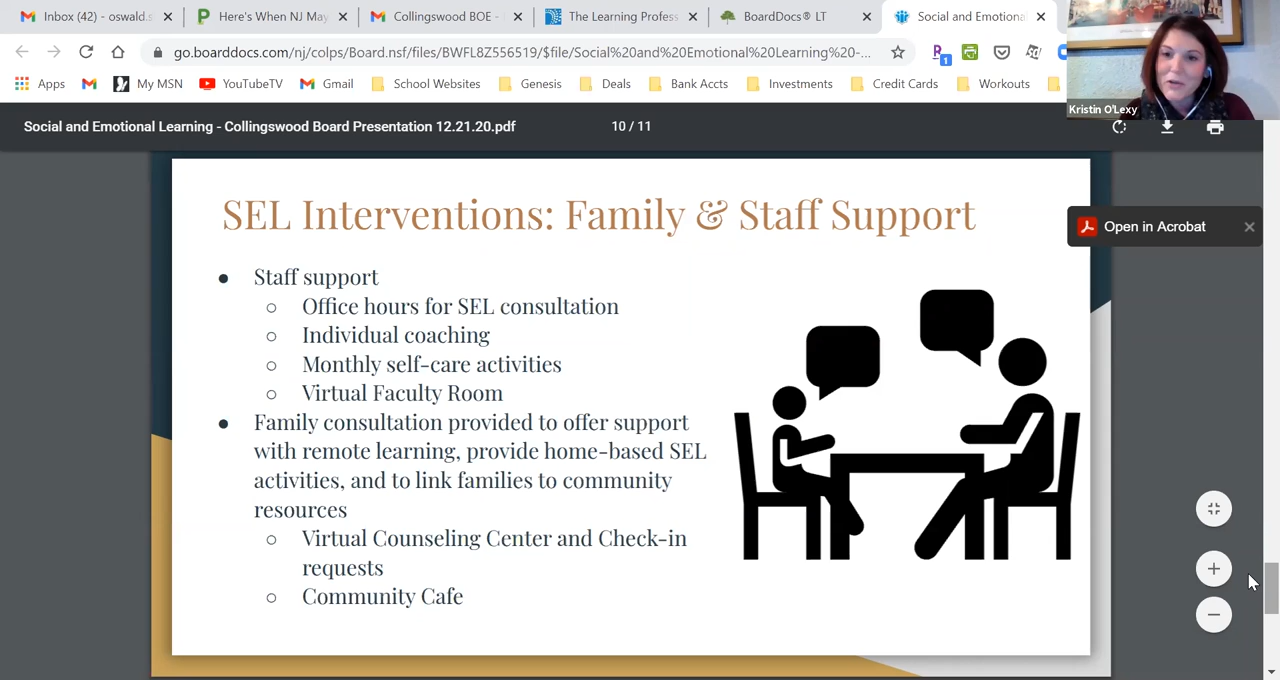 Inbox (42) - oswald.s
Here's When NJ May
Collingswood BOE -
The Learning Profess
BoardDocs® LT
Social and Emotiona
go.boarddocs.com/nj/colps/Board.nsf/files/BWFL8Z556519/$file/Social%20and%20Emotional%20Learning%20-...
1
Apps
My MSN
YouTubeTV
Gmail
School Websites
Genesis
Deals
Bank Accts
Investments
Credit Cards
Workouts
Kristin O'Lexy
Social and Emotional Learning - Collingswood Board Presentation 12.21.20.pdf
10 / 11
Open in Acrobat
SEL Interventions: Family & Staff Support
● Staff support
○ Office hours for SEL consultation
○ Individual coaching
○ Monthly self-care activities
○ Virtual Faculty Room
● Family consultation provided to offer support
with remote learning, provide home-based SEL
activities, and to link families to community
resources
○ Virtual Counseling Center and Check-in
requests
○ Community Cafe